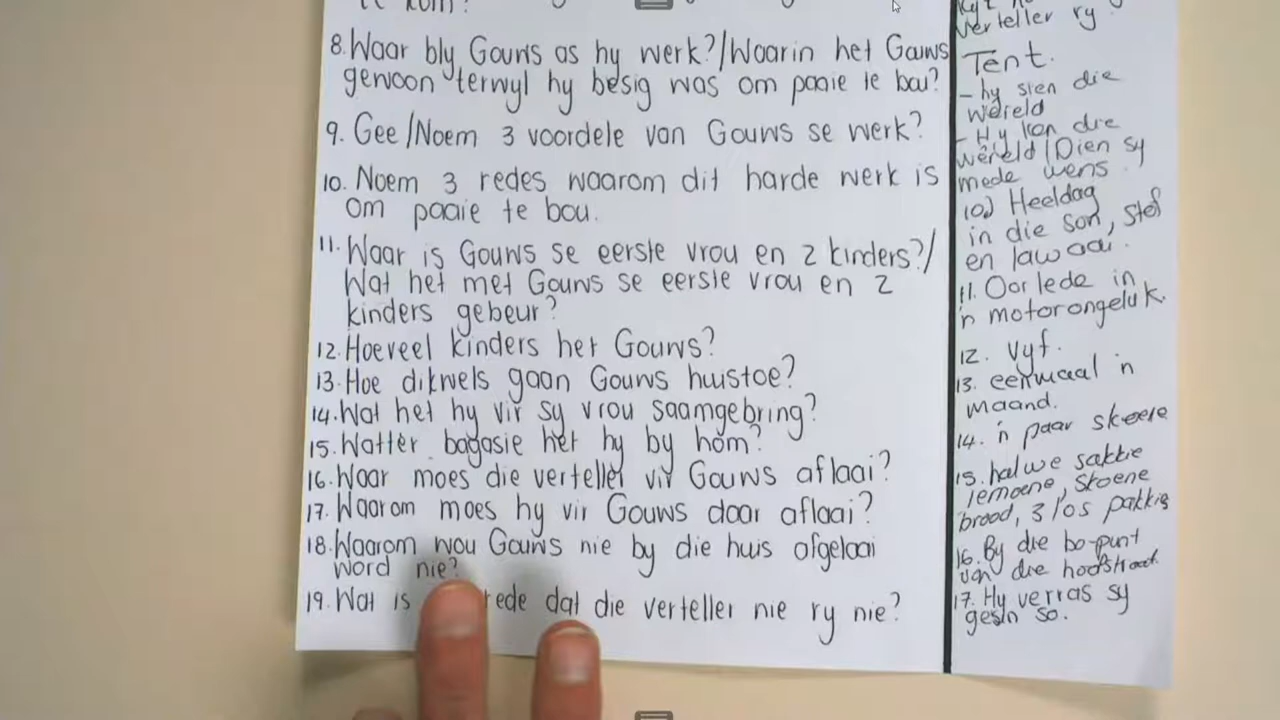 8. Waar bly Gouws as hy werk?/Waarin het Gouws
gewoon terwyl hy besig was om paaie te bou?
9. Gee/Noem 3 voordele van Gouws se werk?
10. Noem 3 redes waarom dit harde werk is
om paaie te bou.
11. Waar is Gouws se eerste vrou en 2 kinders?/
Wat het met Gouws se eerste vrou en 2
kinders gebeur?
12. Hoeveel kinders het Gouws?
13. Hoe dikwels gaan Gouws huistoe?
14. Wat het hy vir sy vrou saamgebring?
15. Watter bagasie het hy by hom?
16. Waar moes die verteller vir Gouws aflaai?
17. Waarom moes hy vir Gouws daar aflaai?
18. Waarom wou Gouws nie by die huis afgelaai
word nie?
19. Wat is rede dat die verteller nie ry nie?
verteller ry
Tent.
- hy sien die
wêreld
- Hy kan die
wêreld/Dien sy
mede wens.
10) Heeldag
in die son, stof
en lawaai.
11. Oorlede in
'n motorongeluk.
12. Vyf.
13. eenmaal 'n
maand.
14. 'n paar skoene
15. halwe sakkie
lemoene,
brood, 3 los pakkies
16. By die bo-punt
van die hoofstraat.
17. Hy verras sy
gesin so.